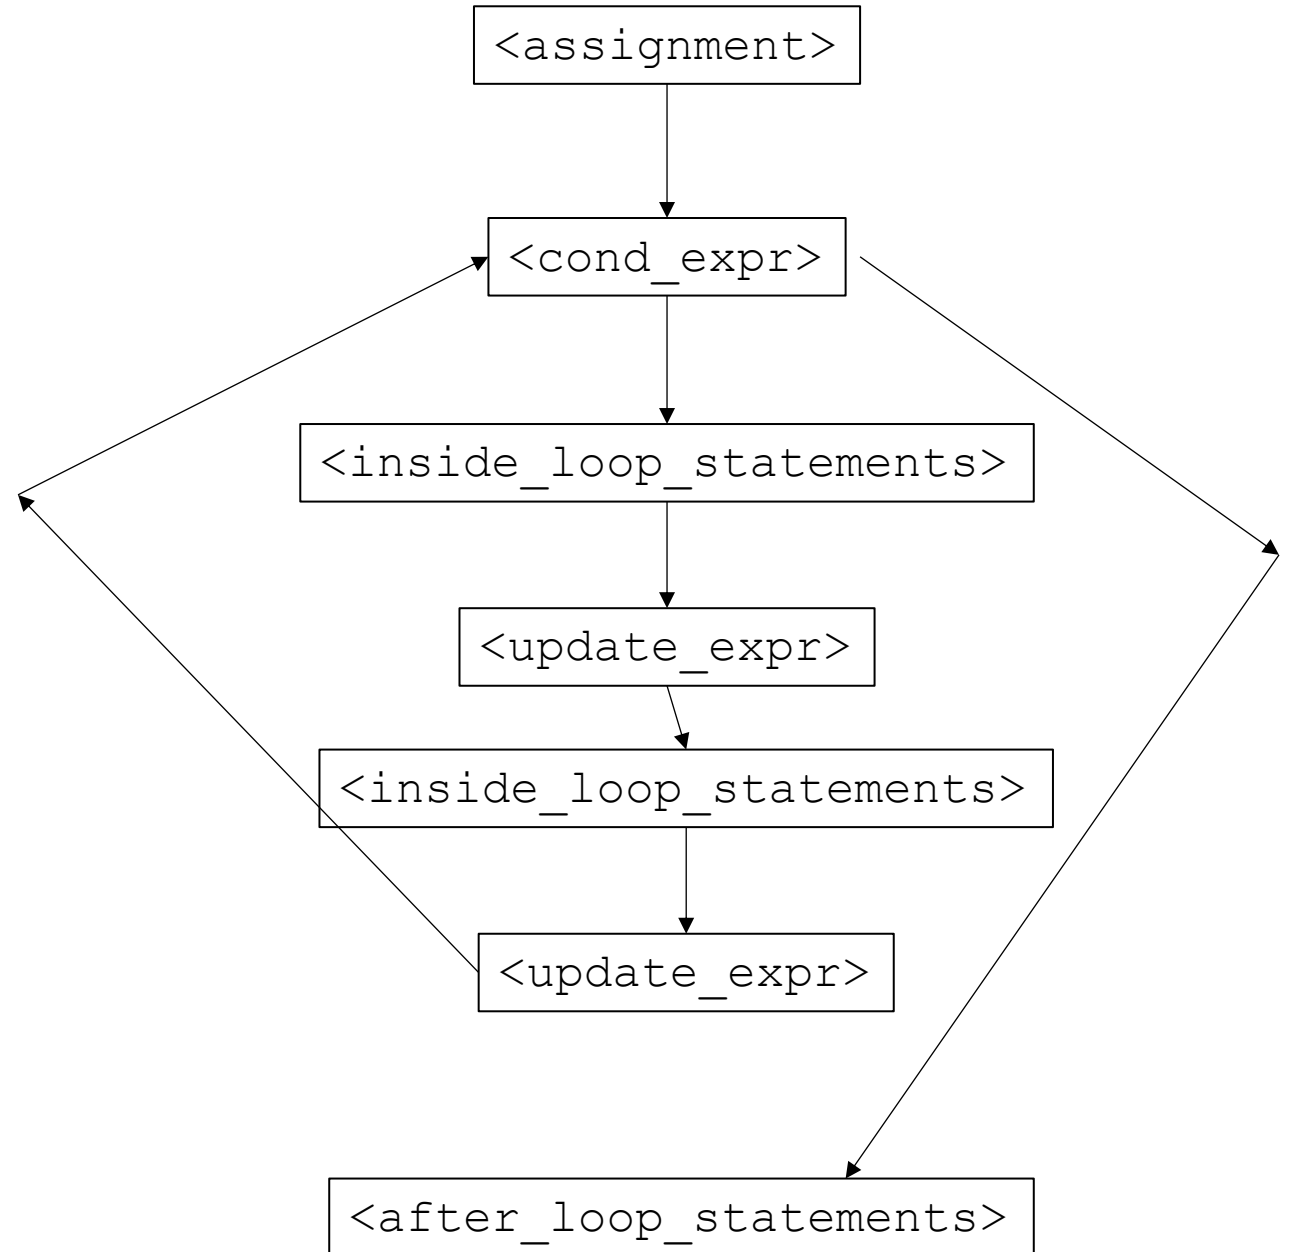 <assignment>
<cond_expr>
<inside_loop_statements>
<update_expr>
<inside_loop_statements>
<update_expr>
<after_loop_statements>